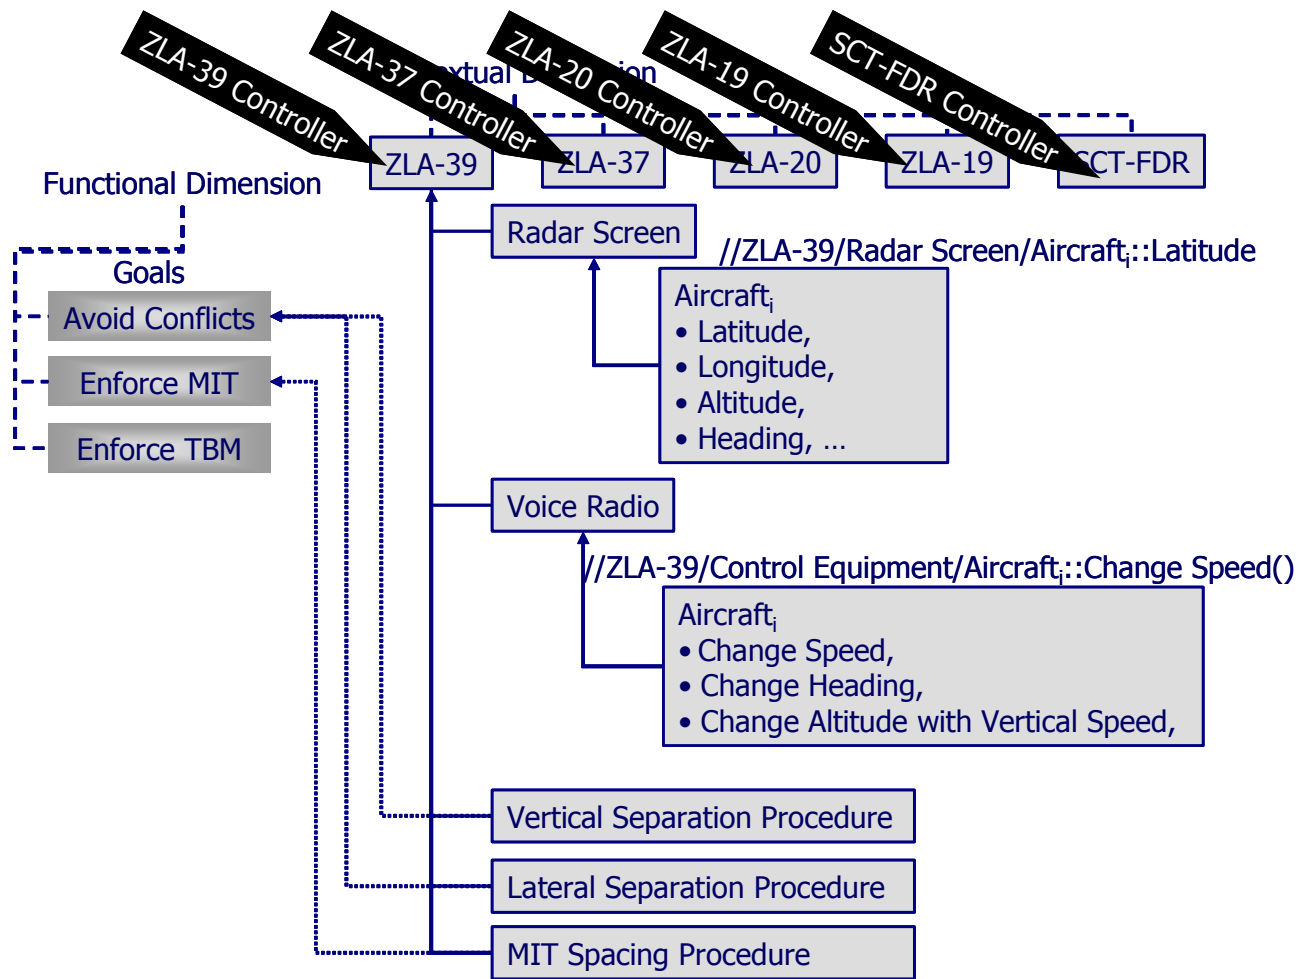 ZLA-39 Controller
ZLA-37 Controller
ZLA-20 Controller
ZLA-19 Controller
SCT-FDR Controller
ZLA-39
ZLA-37
ZLA-20
ZLA-19
SCT-FDR
Functional Dimension
Goals
Avoid Conflicts
Enforce MIT
Enforce TBM
Radar Screen
//ZLA-39/Radar Screen/Aircraftᵢ::Latitude
Aircraftᵢ
• Latitude,
• Longitude,
• Altitude,
• Heading, …
Voice Radio
//ZLA-39/Control Equipment/Aircraftᵢ::Change Speed()
Aircraftᵢ
• Change Speed,
• Change Heading,
• Change Altitude with Vertical Speed,
Vertical Separation Procedure
Lateral Separation Procedure
MIT Spacing Procedure